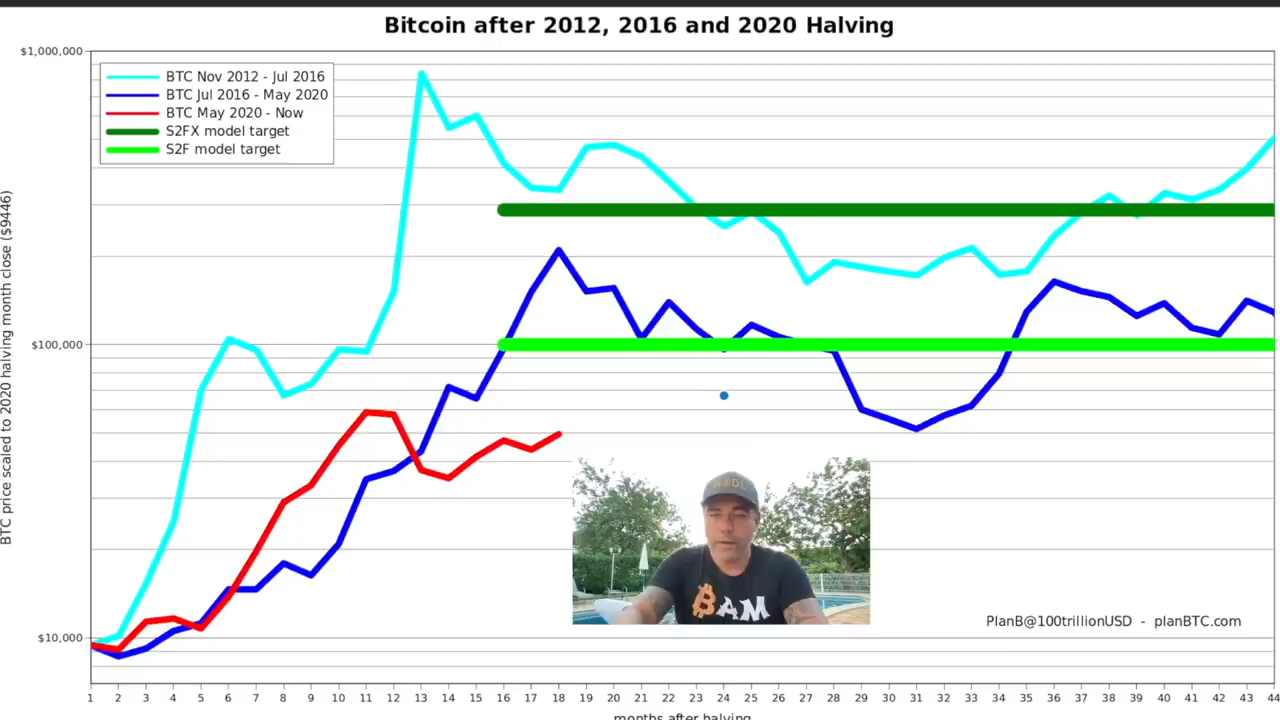 Bitcoin after 2012, 2016 and 2020 Halving
$1,000,000
$100,000
$10,000
BTC price scaled to 2020 halving month close ($9446)
BTC Nov 2012 - Jul 2016
BTC Jul 2016 - May 2020
BTC May 2020 - Now
S2FX model target
S2F model target
HODL
BAM
PlanB@100trillionUSD - planBTC.com
1 2 3 4 5 6 7 8 9 10 11 12 13 14 15 16 17 18 19 20 21 22 23 24 25 26 27 28 29 30 31 32 33 34 35 36 37 38 39 40 41 42 43 44
months after halving